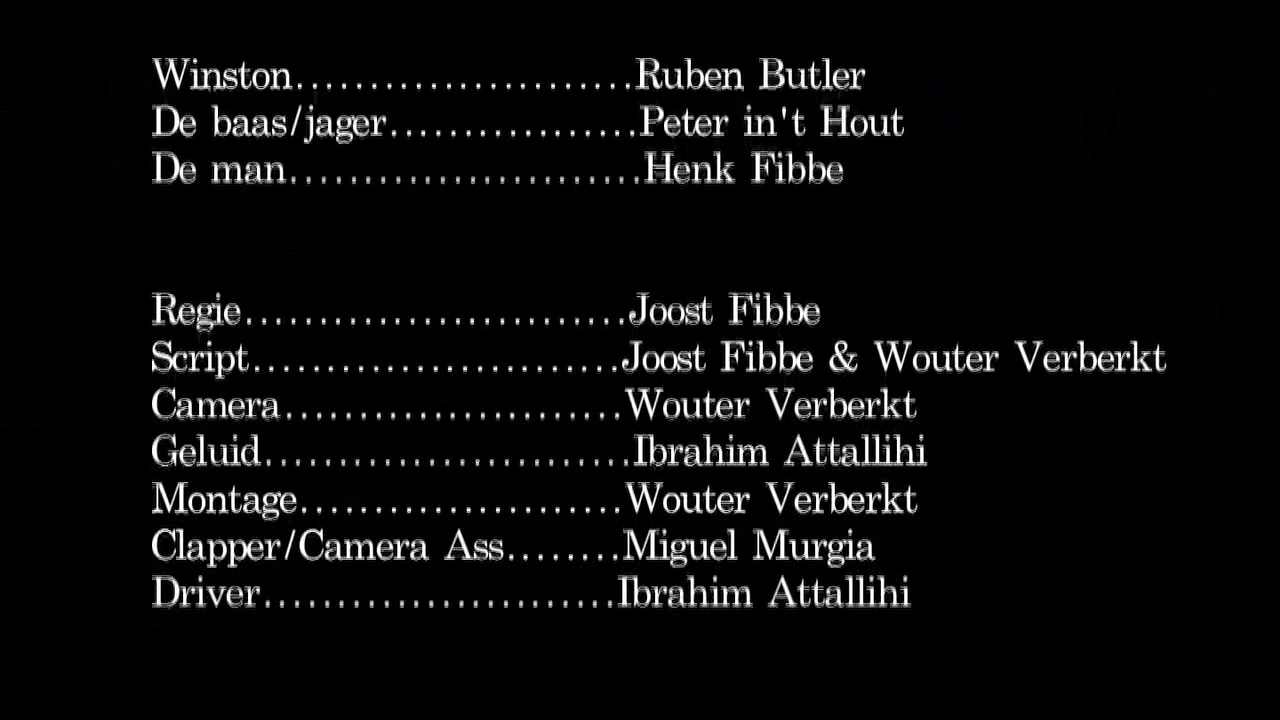 Winston.......................Ruben Butler
De baas/jager.................Peter in't Hout
De man........................Henk Fibbe
Regie..........................Joost Fibbe
Script.........................Joost Fibbe & Wouter Verberkt
Camera.......................Wouter Verberkt
Geluid.........................Ibrahim Attallihi
Montage......................Wouter Verberkt
Clapper/Camera Ass........Miguel Murgia
Driver........................Ibrahim Attallihi